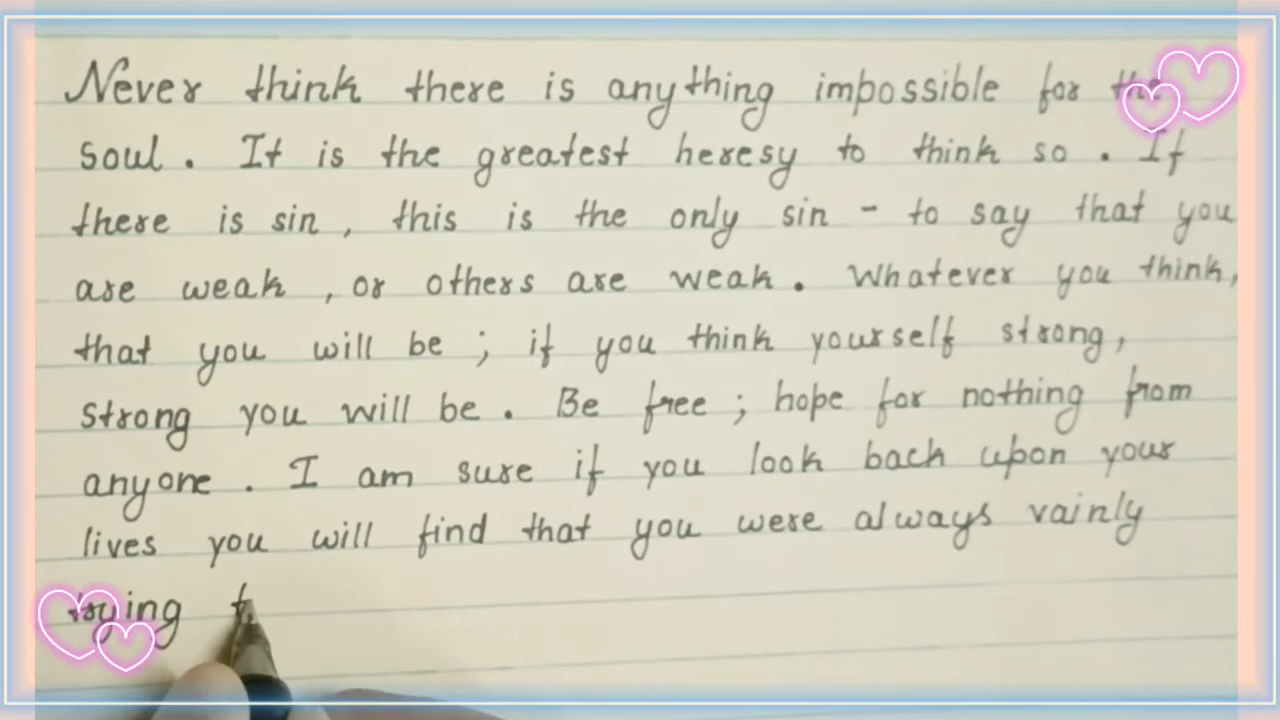 Never think there is anything impossible for the
soul. It is the greatest heresy to think so. If
there is sin, this is the only sin - to say that you
are weak, or others are weak. Whatever you think,
that you will be; if you think yourself strong,
strong you will be. Be free; hope for nothing from
anyone. I am sure if you look back upon your
lives you will find that you were always vainly
trying